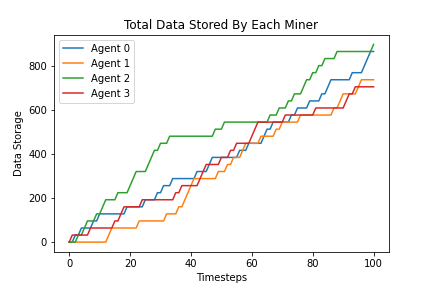 Total Data Stored By Each Miner
Agent 0
Agent 1
Agent 2
Agent 3
Data Storage
800
600
400
200
0
0 20 40 60 80 100
Timesteps